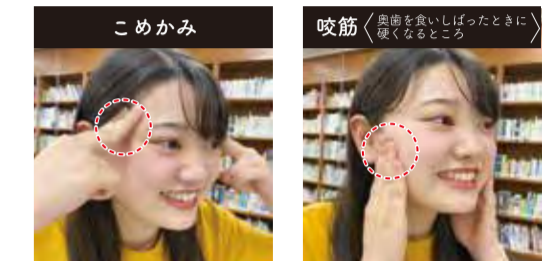 こめかみ
咬筋〈奥歯を食いしばったときに
硬くなるところ〉